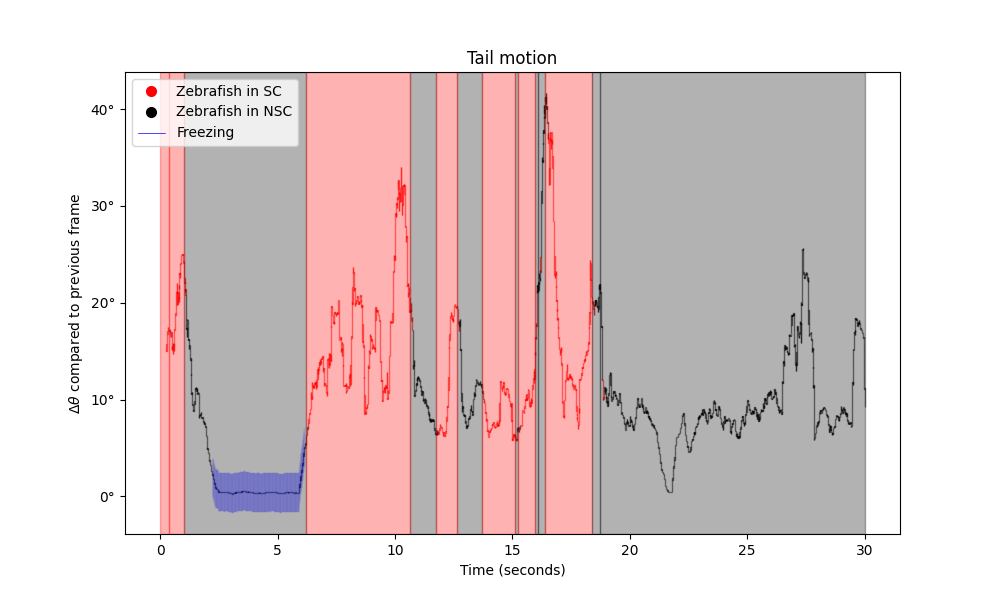 Tail motion
Zebrafish in SC
Zebrafish in NSC
Freezing
40°
30°
20°
10°
0°
Δθ compared to previous frame
0 5 10 15 20 25 30
Time (seconds)